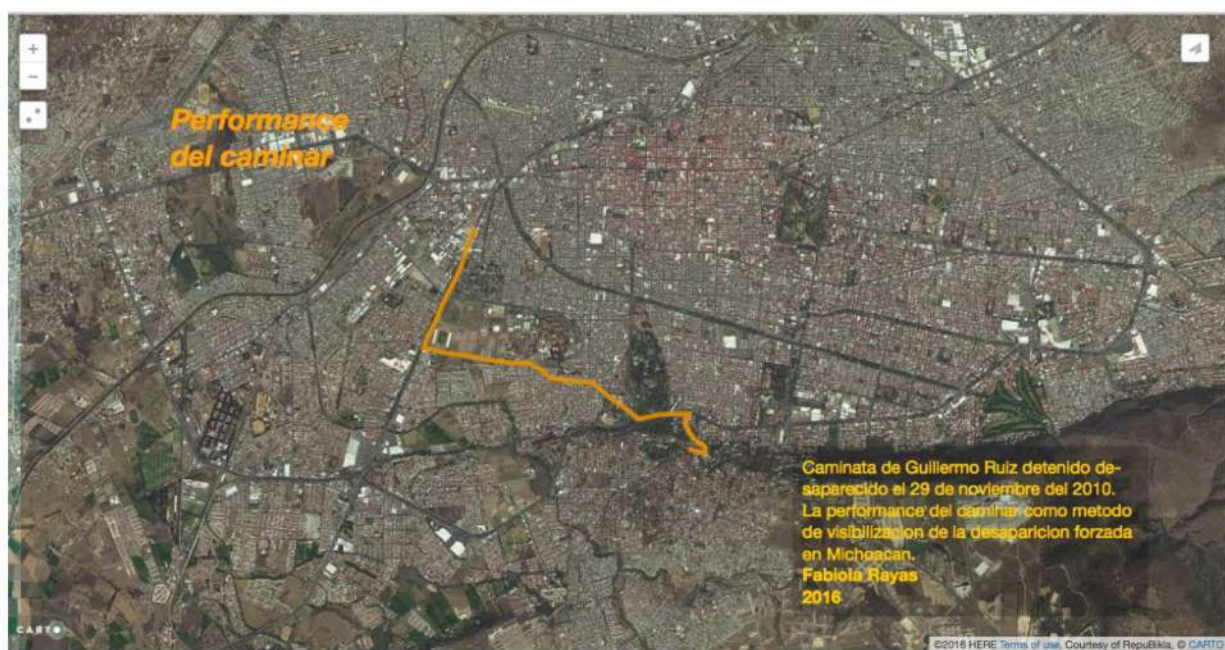 +
−
Performance
del caminar
Caminata de Guillermo Ruiz detenido de-
saparecido el 29 de noviembre del 2010.
La performance del caminar como metodo
de visibilizacion de la desaparicion forzada
en Michoacan.
Fabiola Rayas
2016
CARTO
©2016 HERE Terms of use, Courtesy of RepuBikla, © CARTO